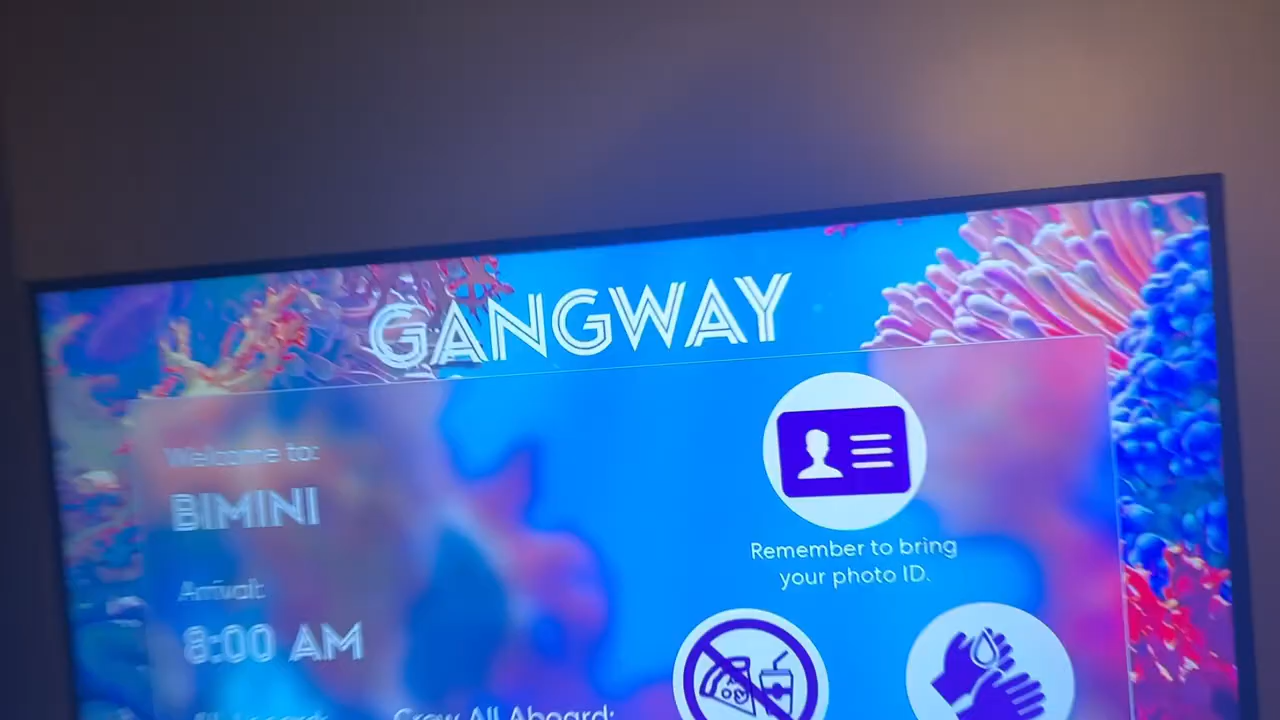 GANGWAY
Welcome to:
BIMINI
Arrival:
8:00 AM
Remember to bring
your photo ID.
Crew All Aboard: